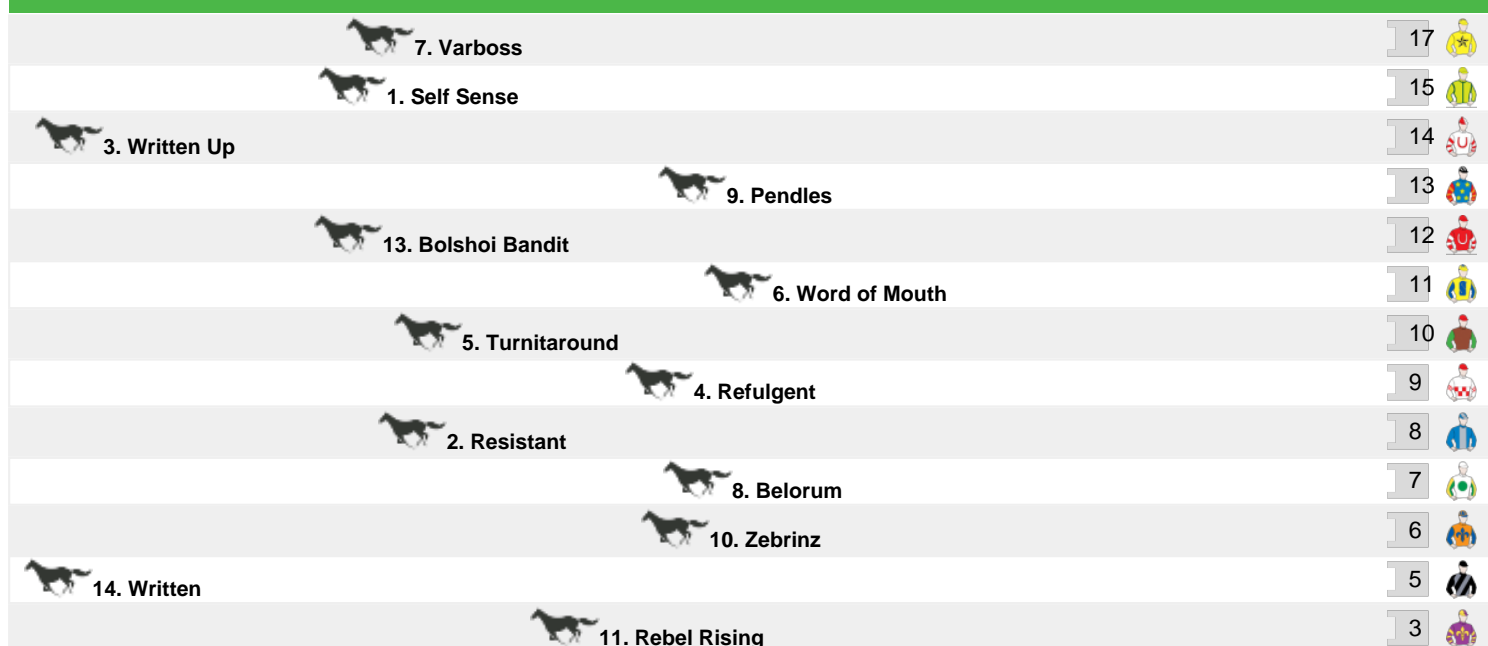 7. Varboss 17
1. Self Sense 15
3. Written Up 14
9. Pendles 13
13. Bolshoi Bandit 12
6. Word of Mouth 11
5. Turnitaround 10
4. Refulgent 9
2. Resistant 8
8. Belorum 7
10. Zebrinz 6
14. Written 5
11. Rebel Rising 3